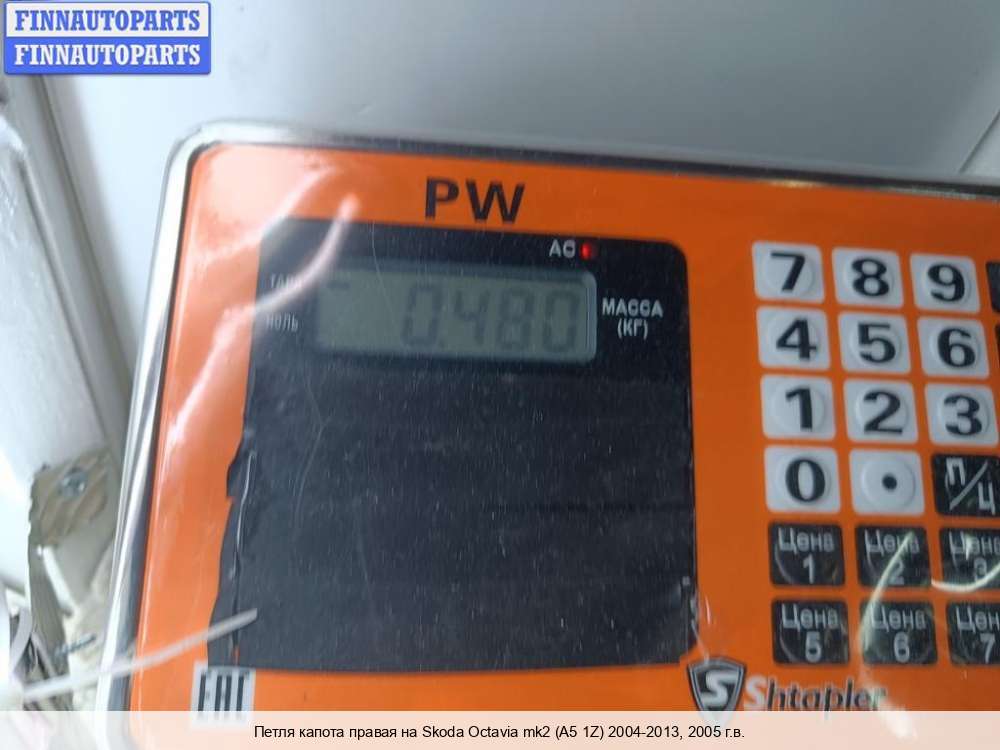 FINNAUTOPARTS
FINNAUTOPARTS
PW
AC
ТАРА
НОЛЬ
0.480
МАССА
(КГ)
7 8 9
4 5 6
1 2 3
0 •
П/Ц
Цена 1
Цена 2
Цена 3
Цена 5
Цена 6
Цена 7
EAC
S Shtapler
Петля капота правая на Skoda Octavia mk2 (A5 1Z) 2004-2013, 2005 г.в.